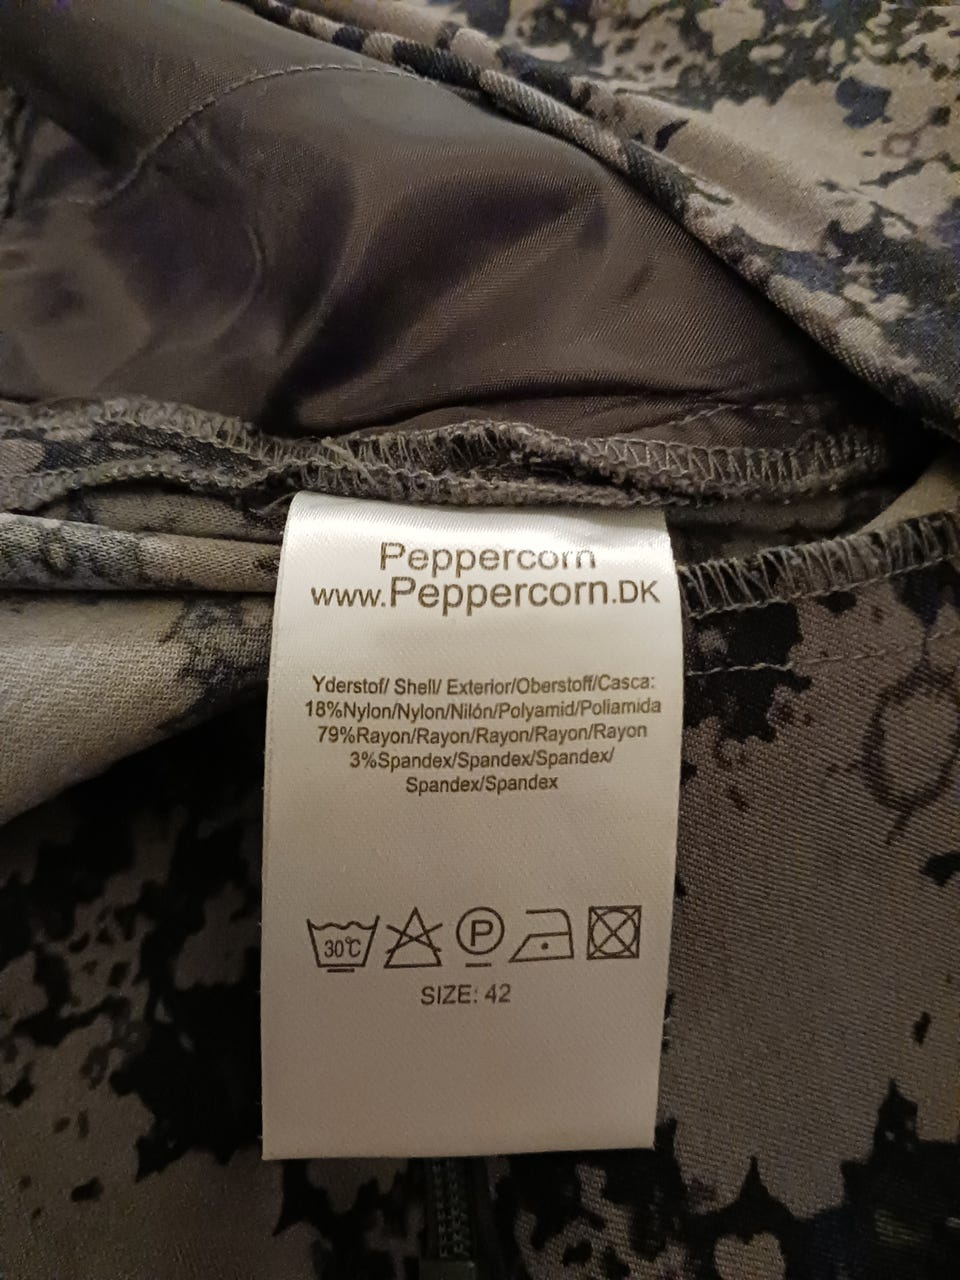 Peppercorn
www.Peppercorn.DK
Yderstof/ Shell/ Exterior/Oberstoff/Casca:
18%Nylon/Nylon/Nilón/Polyamid/Poliamida
79%Rayon/Rayon/Rayon/Rayon/Rayon
3%Spandex/Spandex/Spandex/
Spandex/Spandex
30°C P
SIZE: 42